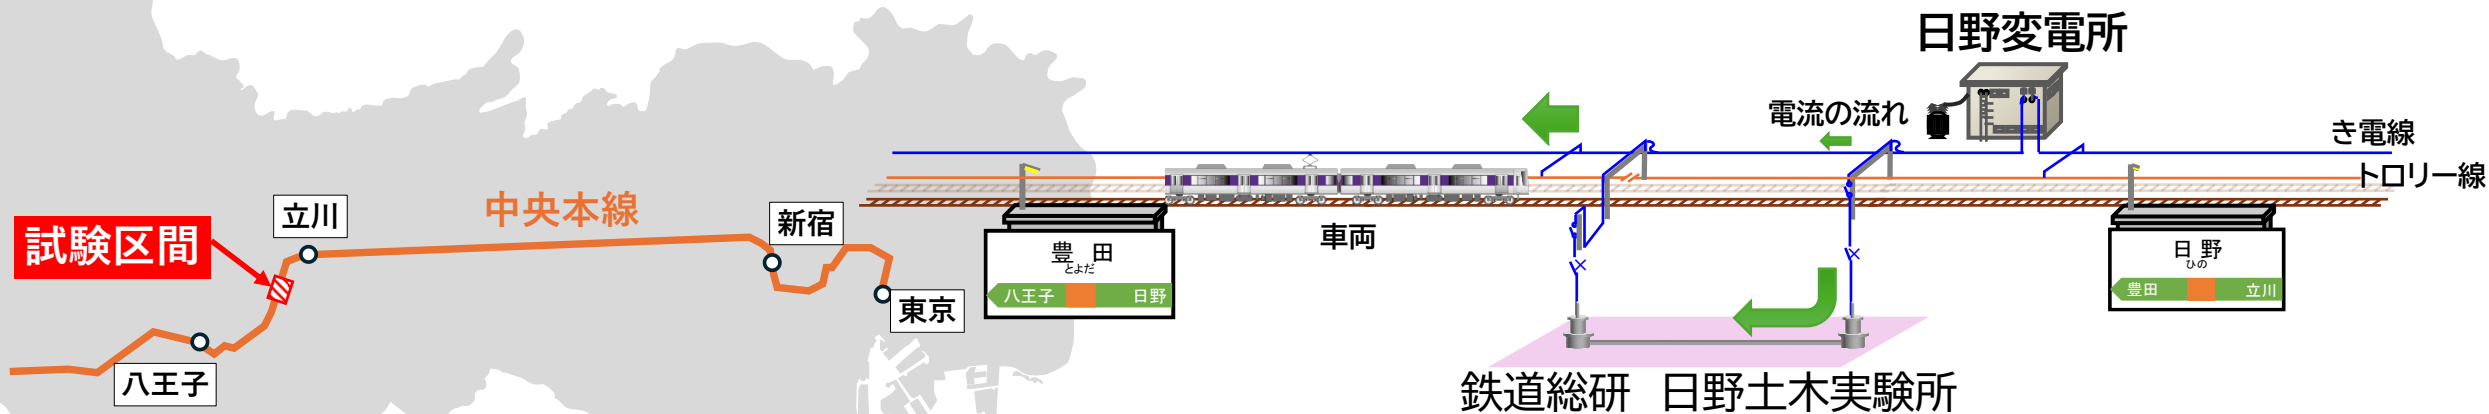 試験区間
立川
中央本線
新宿
東京
八王子
日野変電所
電流の流れ
き電線
トロリー線
車両
豊田
とよだ
八王子 日野
日野
ひの
豊田 立川
鉄道総研 日野土木実験所